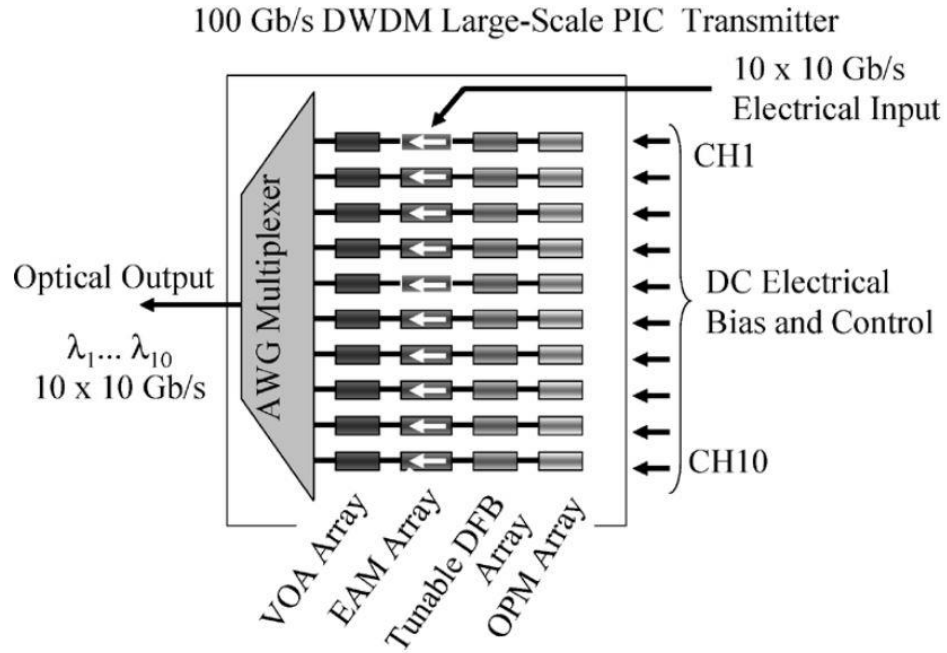 100 Gb/s DWDM Large-Scale PIC Transmitter
10 x 10 Gb/s
Electrical Input
CH1
AWG Multiplexer
Optical Output
λ1... λ10
10 x 10 Gb/s
DC Electrical
Bias and Control
CH10
VOA Array
EAM Array
Tunable DFB
Array
OPM Array